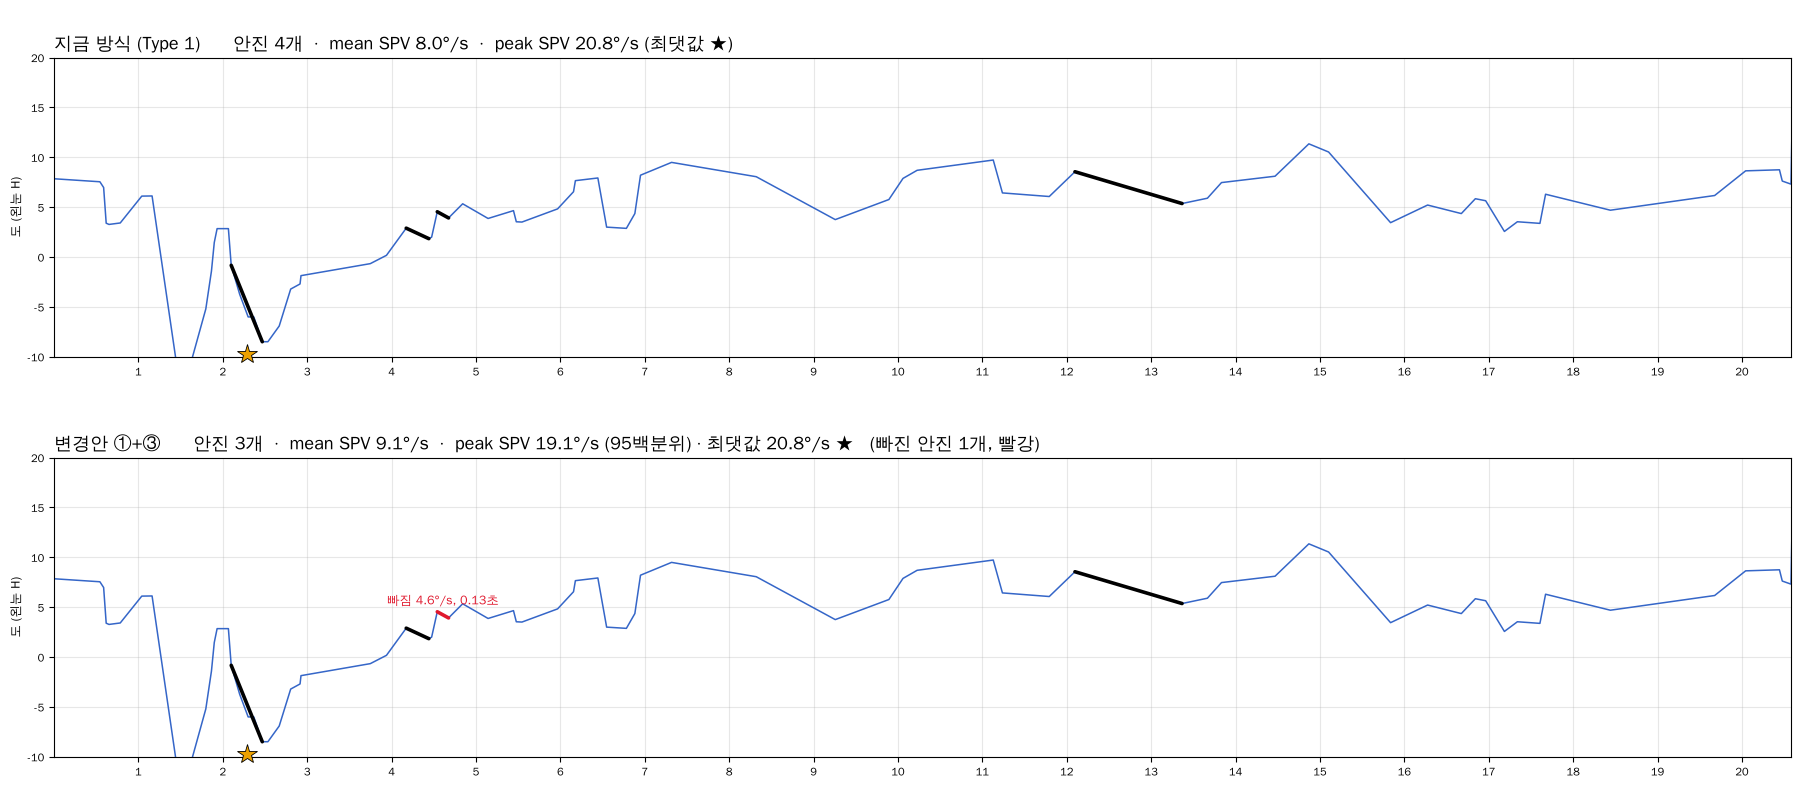 지금 방식 (Type 1) 안진 4개 · mean SPV 8.0°/s · peak SPV 20.8°/s (최댓값 ★)
20
15
10
5
0
-5
-10
도 (왼눈 H)
1 2 3 4 5 6 7 8 9 10 11 12 13 14 15 16 17 18 19 20
변경안 ①+③ 안진 3개 · mean SPV 9.1°/s · peak SPV 19.1°/s (95백분위) · 최댓값 20.8°/s ★ (빠진 안진 1개, 빨강)
20
15
10
5
0
-5
-10
도 (왼눈 H)
빠짐 4.6°/s, 0.13초
1 2 3 4 5 6 7 8 9 10 11 12 13 14 15 16 17 18 19 20